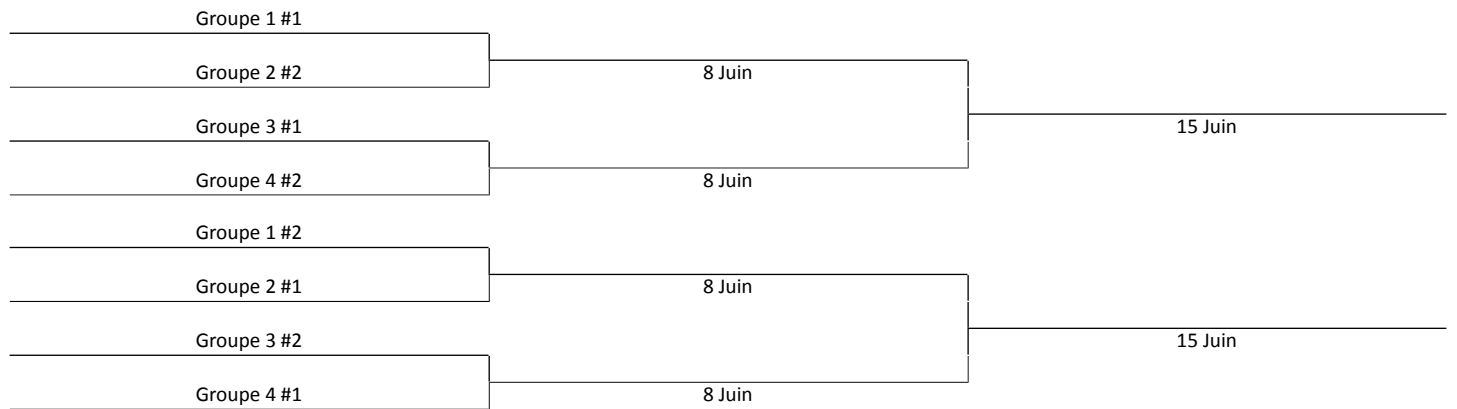 Groupe 1 #1
Groupe 2 #2
8 Juin
Groupe 3 #1
15 Juin
Groupe 4 #2
8 Juin
Groupe 1 #2
Groupe 2 #1
8 Juin
Groupe 3 #2
15 Juin
Groupe 4 #1
8 Juin